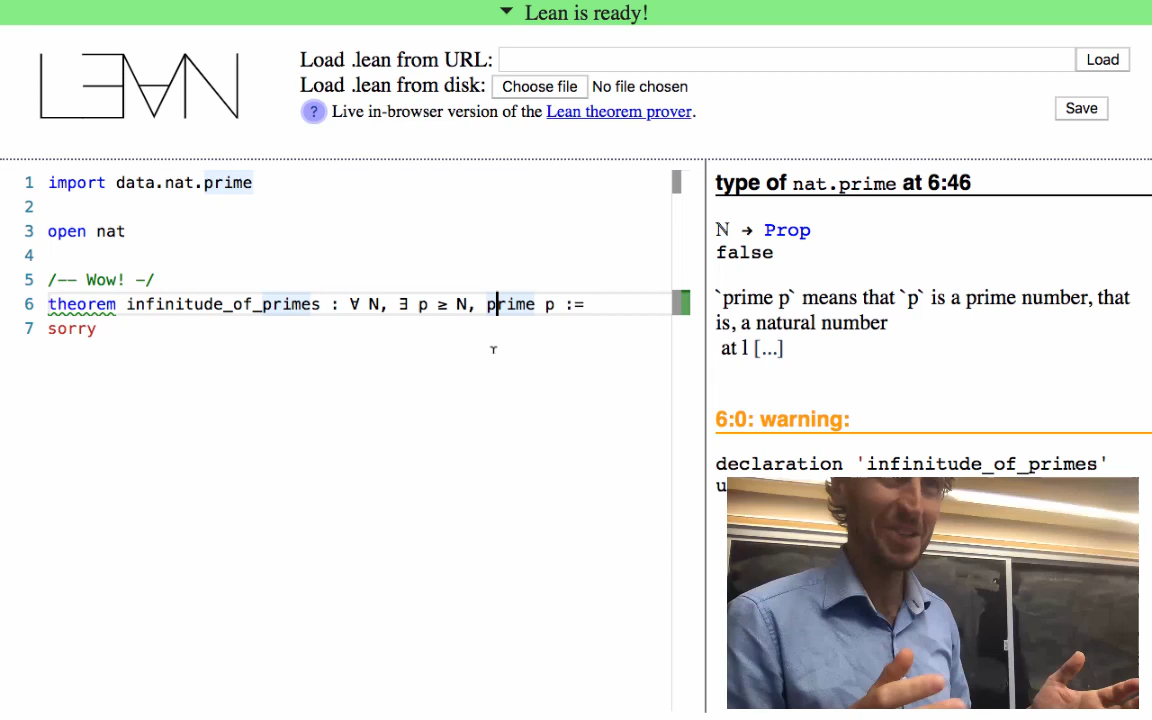 Lean is ready!
L∃∀N
Load .lean from URL:
Load
Load .lean from disk: Choose file No file chosen
? Live in-browser version of the Lean theorem prover.
Save
1 import data.nat.prime
2
3 open nat
4
5 /-- Wow! -/
6 theorem infinitude_of_primes : ∀ N, ∃ p ≥ N, prime p :=
7 sorry
type of nat.prime at 6:46
ℕ → Prop
false
`prime p` means that `p` is a prime number, that
is, a natural number
at l [...]
6:0: warning:
declaration 'infinitude_of_primes'
u